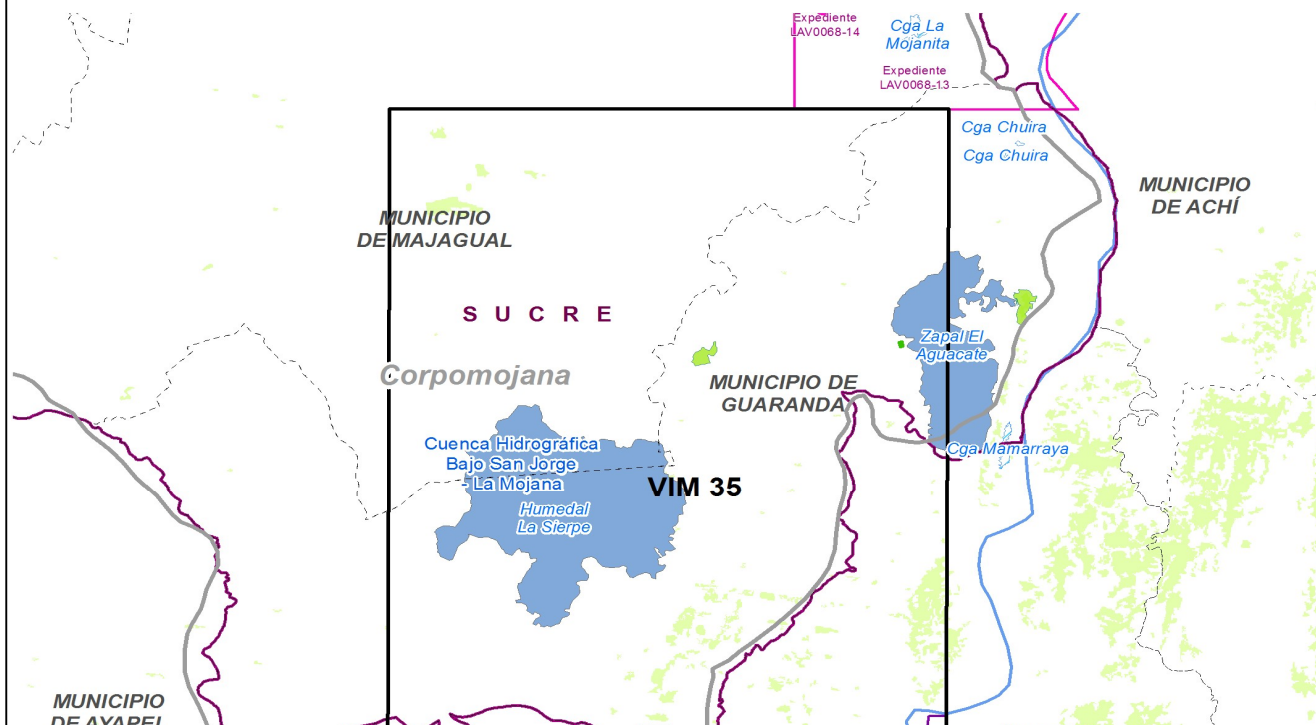 Expediente
LAV0068-14
Cga La
Mojanita
Expediente
LAV0068-13
Cga Chuira
Cga Chuira
MUNICIPIO
DE ACHÍ
MUNICIPIO
DE MAJAGUAL
S U C R E
Zapal El
Aguacate
Corpomojana
MUNICIPIO DE
GUARANDA
Cuenca Hidrográfica
Bajo San Jorge
- La Mojana
Cga Mamarraya
VIM 35
Humedal
La Sierpe
MUNICIPIO
DE AYAPEL